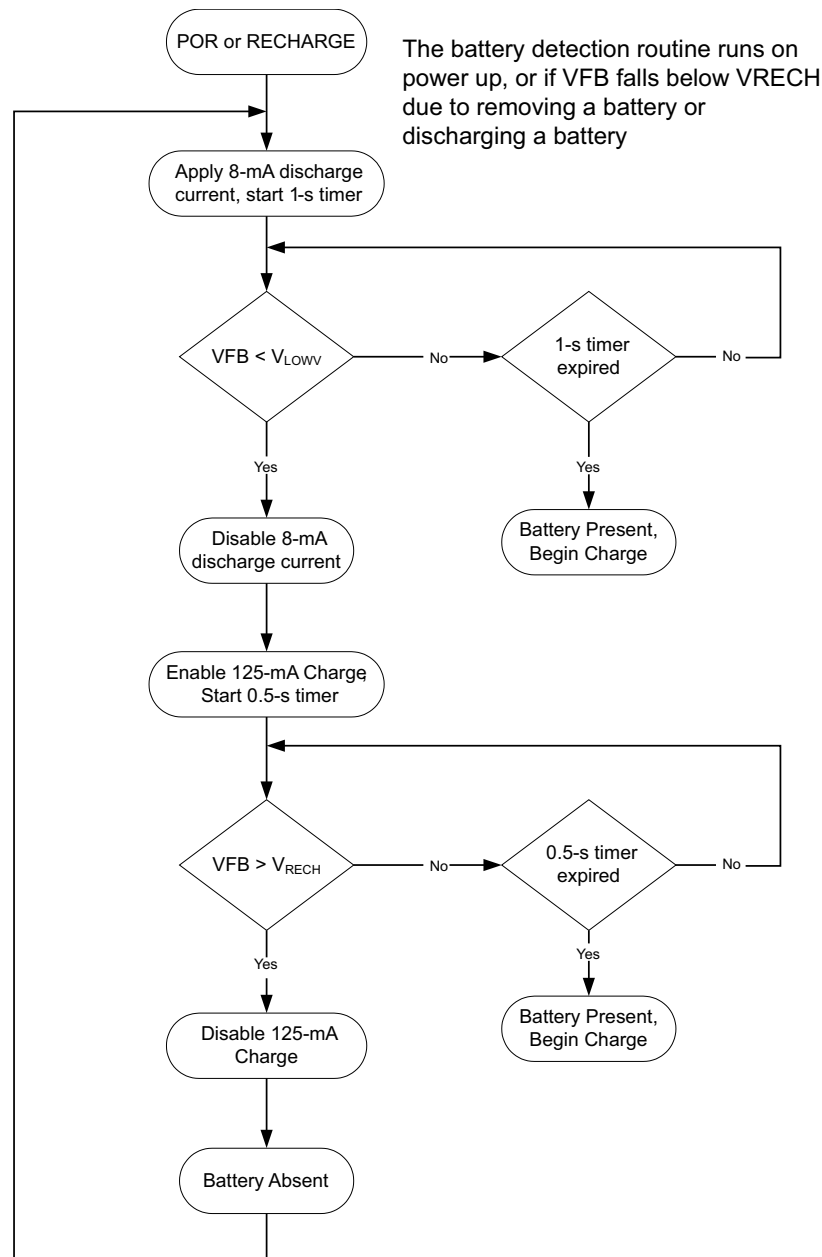 POR or RECHARGE
The battery detection routine runs on
power up, or if VFB falls below VRECH
due to removing a battery or
discharging a battery
Apply 8-mA discharge
current, start 1-s timer
VFB < VLOWV
No
1-s timer
expired
No
Yes
Yes
Disable 8-mA
discharge current
Battery Present,
Begin Charge
Enable 125-mA Charge,
Start 0.5-s timer
VFB > VRECH
No
0.5-s timer
expired
No
Yes
Yes
Disable 125-mA
Charge
Battery Present,
Begin Charge
Battery Absent